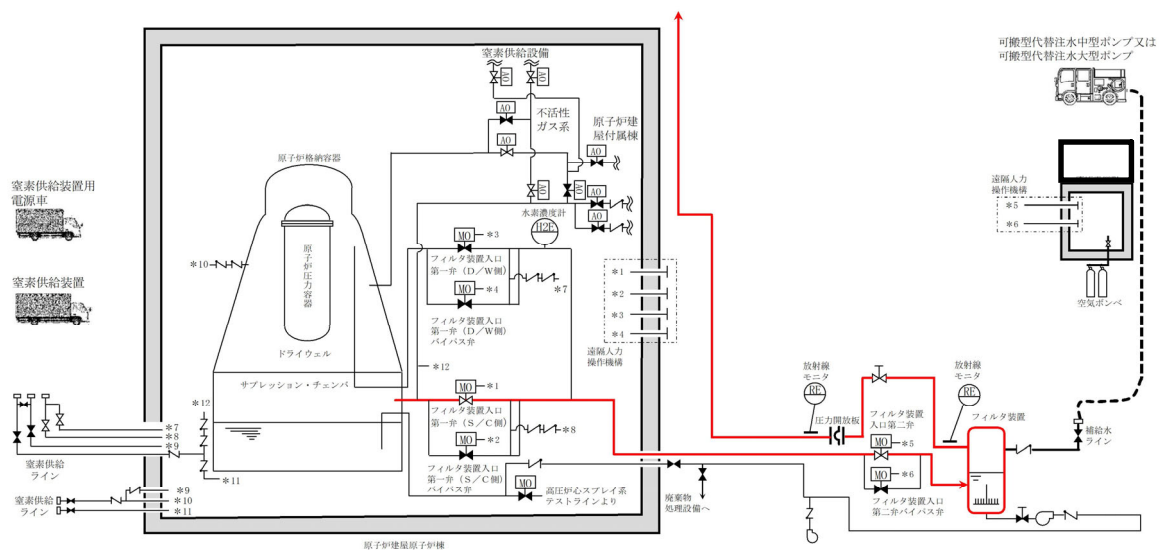 可搬型代替注水中型ポンプ又は
可搬型代替注水大型ポンプ
窒素供給設備
AO
AO
AO
不活性
ガス系
原子炉建
屋付属棟
AO
AO
原子炉格納容器
AO
AO
AO
AO
水素濃度計
H2E
窒素供給装置用
電源車
遠隔人力
操作機構
*5
*6
原子炉圧力容器
MO
*3
フィルタ装置入口
第一弁(D/W側)
MO
*4
*7
*10
*1
*2
*3
*4
窒素供給装置
空気ボンベ
フィルタ装置入口
第一弁(D/W側)
バイパス弁
遠隔人力
操作機構
ドライウェル
*12
サプレッション・チェンバ
MO
*1
放射線
モニタ
RE
放射線
モニタ
RE
フィルタ装置
*12
フィルタ装置入口
第一弁(S/C側)
MO
*2
*8
圧力開放板
フィルタ装置
入口第二弁
MO
*5
補給水
ライン
*7
*8
*9
窒素供給
ライン
*11
フィルタ装置入口
第一弁(S/C側)
バイパス弁
MO
*6
*9
*10
*11
窒素供給
ライン
MO
高圧炉心スプレイ系
テストラインより
廃棄物
処理設備へ
フィルタ装置入口
第二弁バイパス弁
原子炉建屋原子炉棟